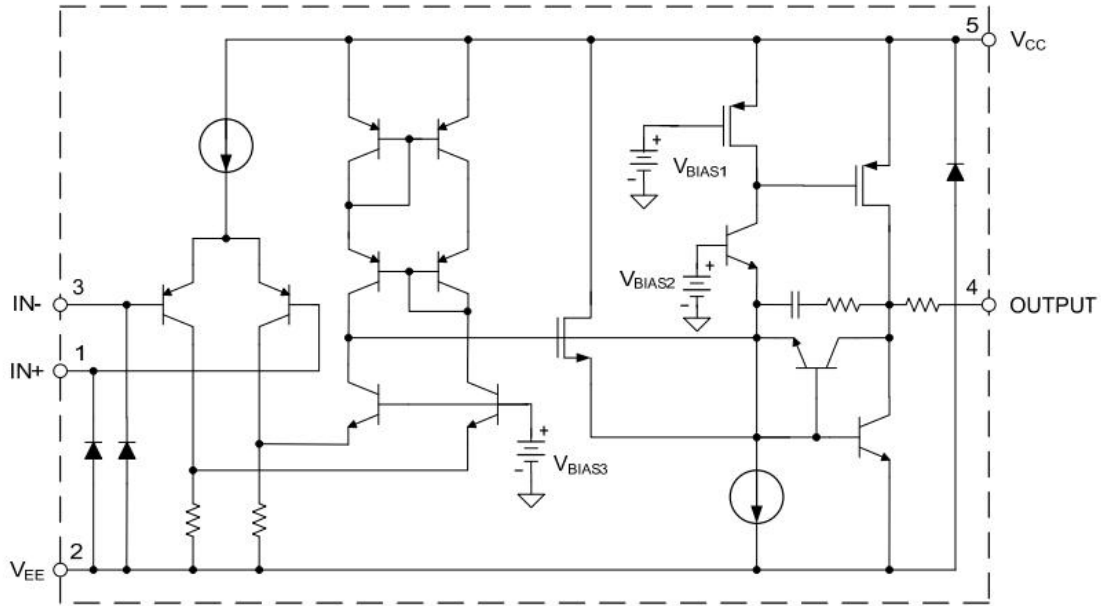 5
VCC
+
-
VBIAS1
3
IN-
+
VBIAS2
-
4
OUTPUT
1
IN+
+
-
VBIAS3
2
VEE